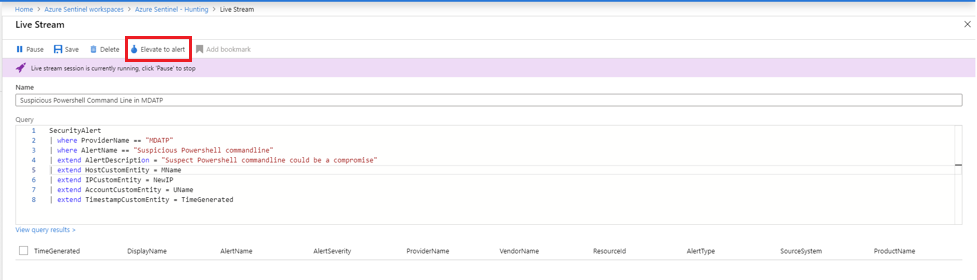 Home > Azure Sentinel workspaces > Azure Sentinel - Hunting > Live Stream
Live Stream
Pause Save Delete Elevate to alert Add bookmark
Live stream session is currently running, click 'Pause' to stop
Name
Suspicious Powershell Command Line in MDATP
Query
1 SecurityAlert
2 | where ProviderName == "MDATP"
3 | where AlertName == "Suspicious Powershell commandline"
4 | extend AlertDescription = "Suspect Powershell commandline could be a compromise"
5 | extend HostCustomEntity = MName
6 | extend IPCustomEntity = NewIP
7 | extend AccountCustomEntity = UName
8 | extend TimestampCustomEntity = TimeGenerated
View query results >
TimeGenerated DisplayName AlertName AlertSeverity ProviderName VendorName ResourceId AlertType SourceSystem ProductName